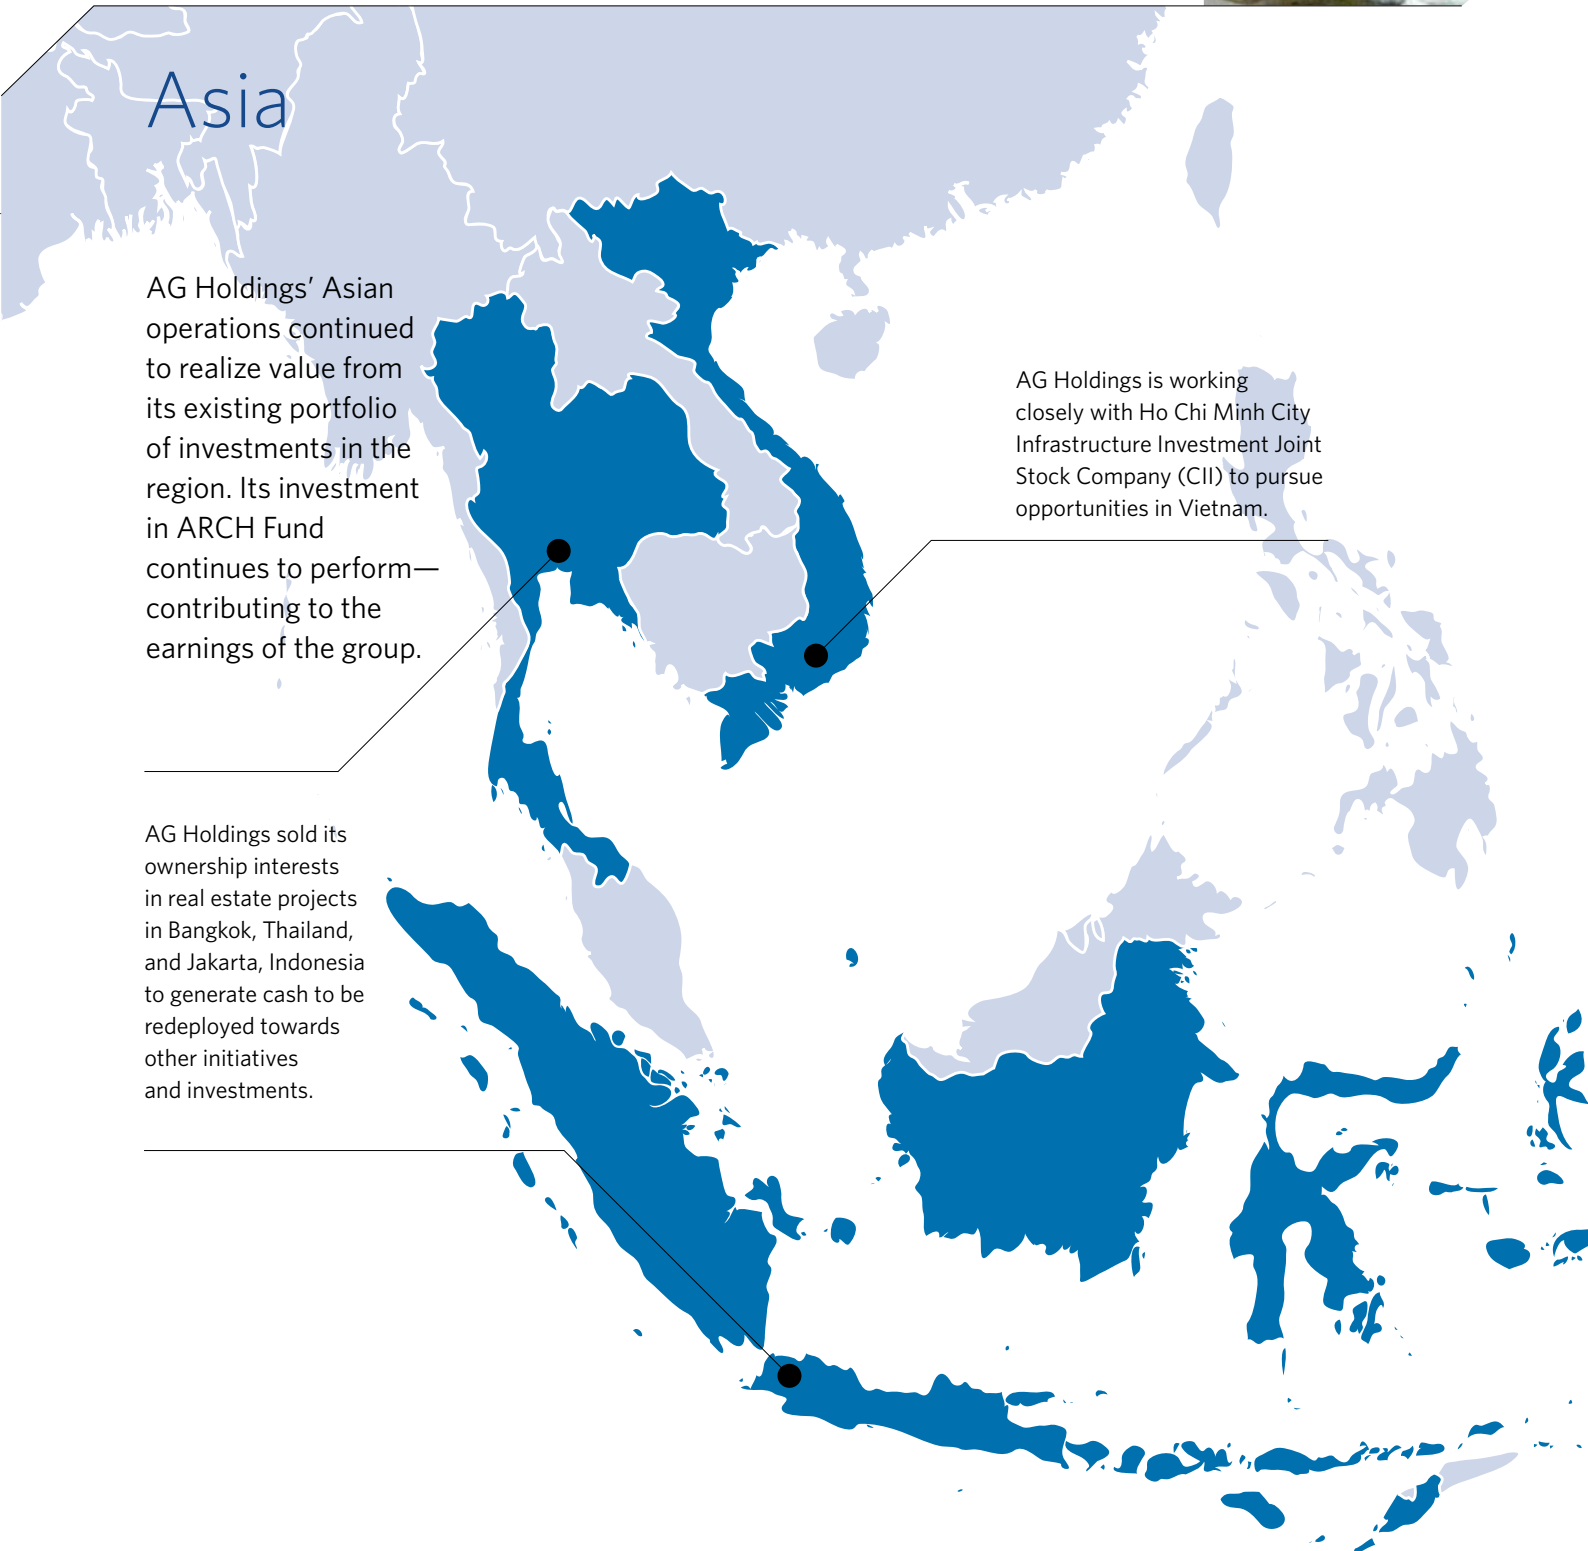 Asia
AG Holdings’ Asian
operations continued
to realize value from
its existing portfolio
of investments in the
region. Its investment
in ARCH Fund
continues to perform—
contributing to the
earnings of the group.
AG Holdings is working
closely with Ho Chi Minh City
Infrastructure Investment Joint
Stock Company (CII) to pursue
opportunities in Vietnam.
AG Holdings sold its
ownership interests
in real estate projects
in Bangkok, Thailand,
and Jakarta, Indonesia
to generate cash to be
redeployed towards
other initiatives
and investments.